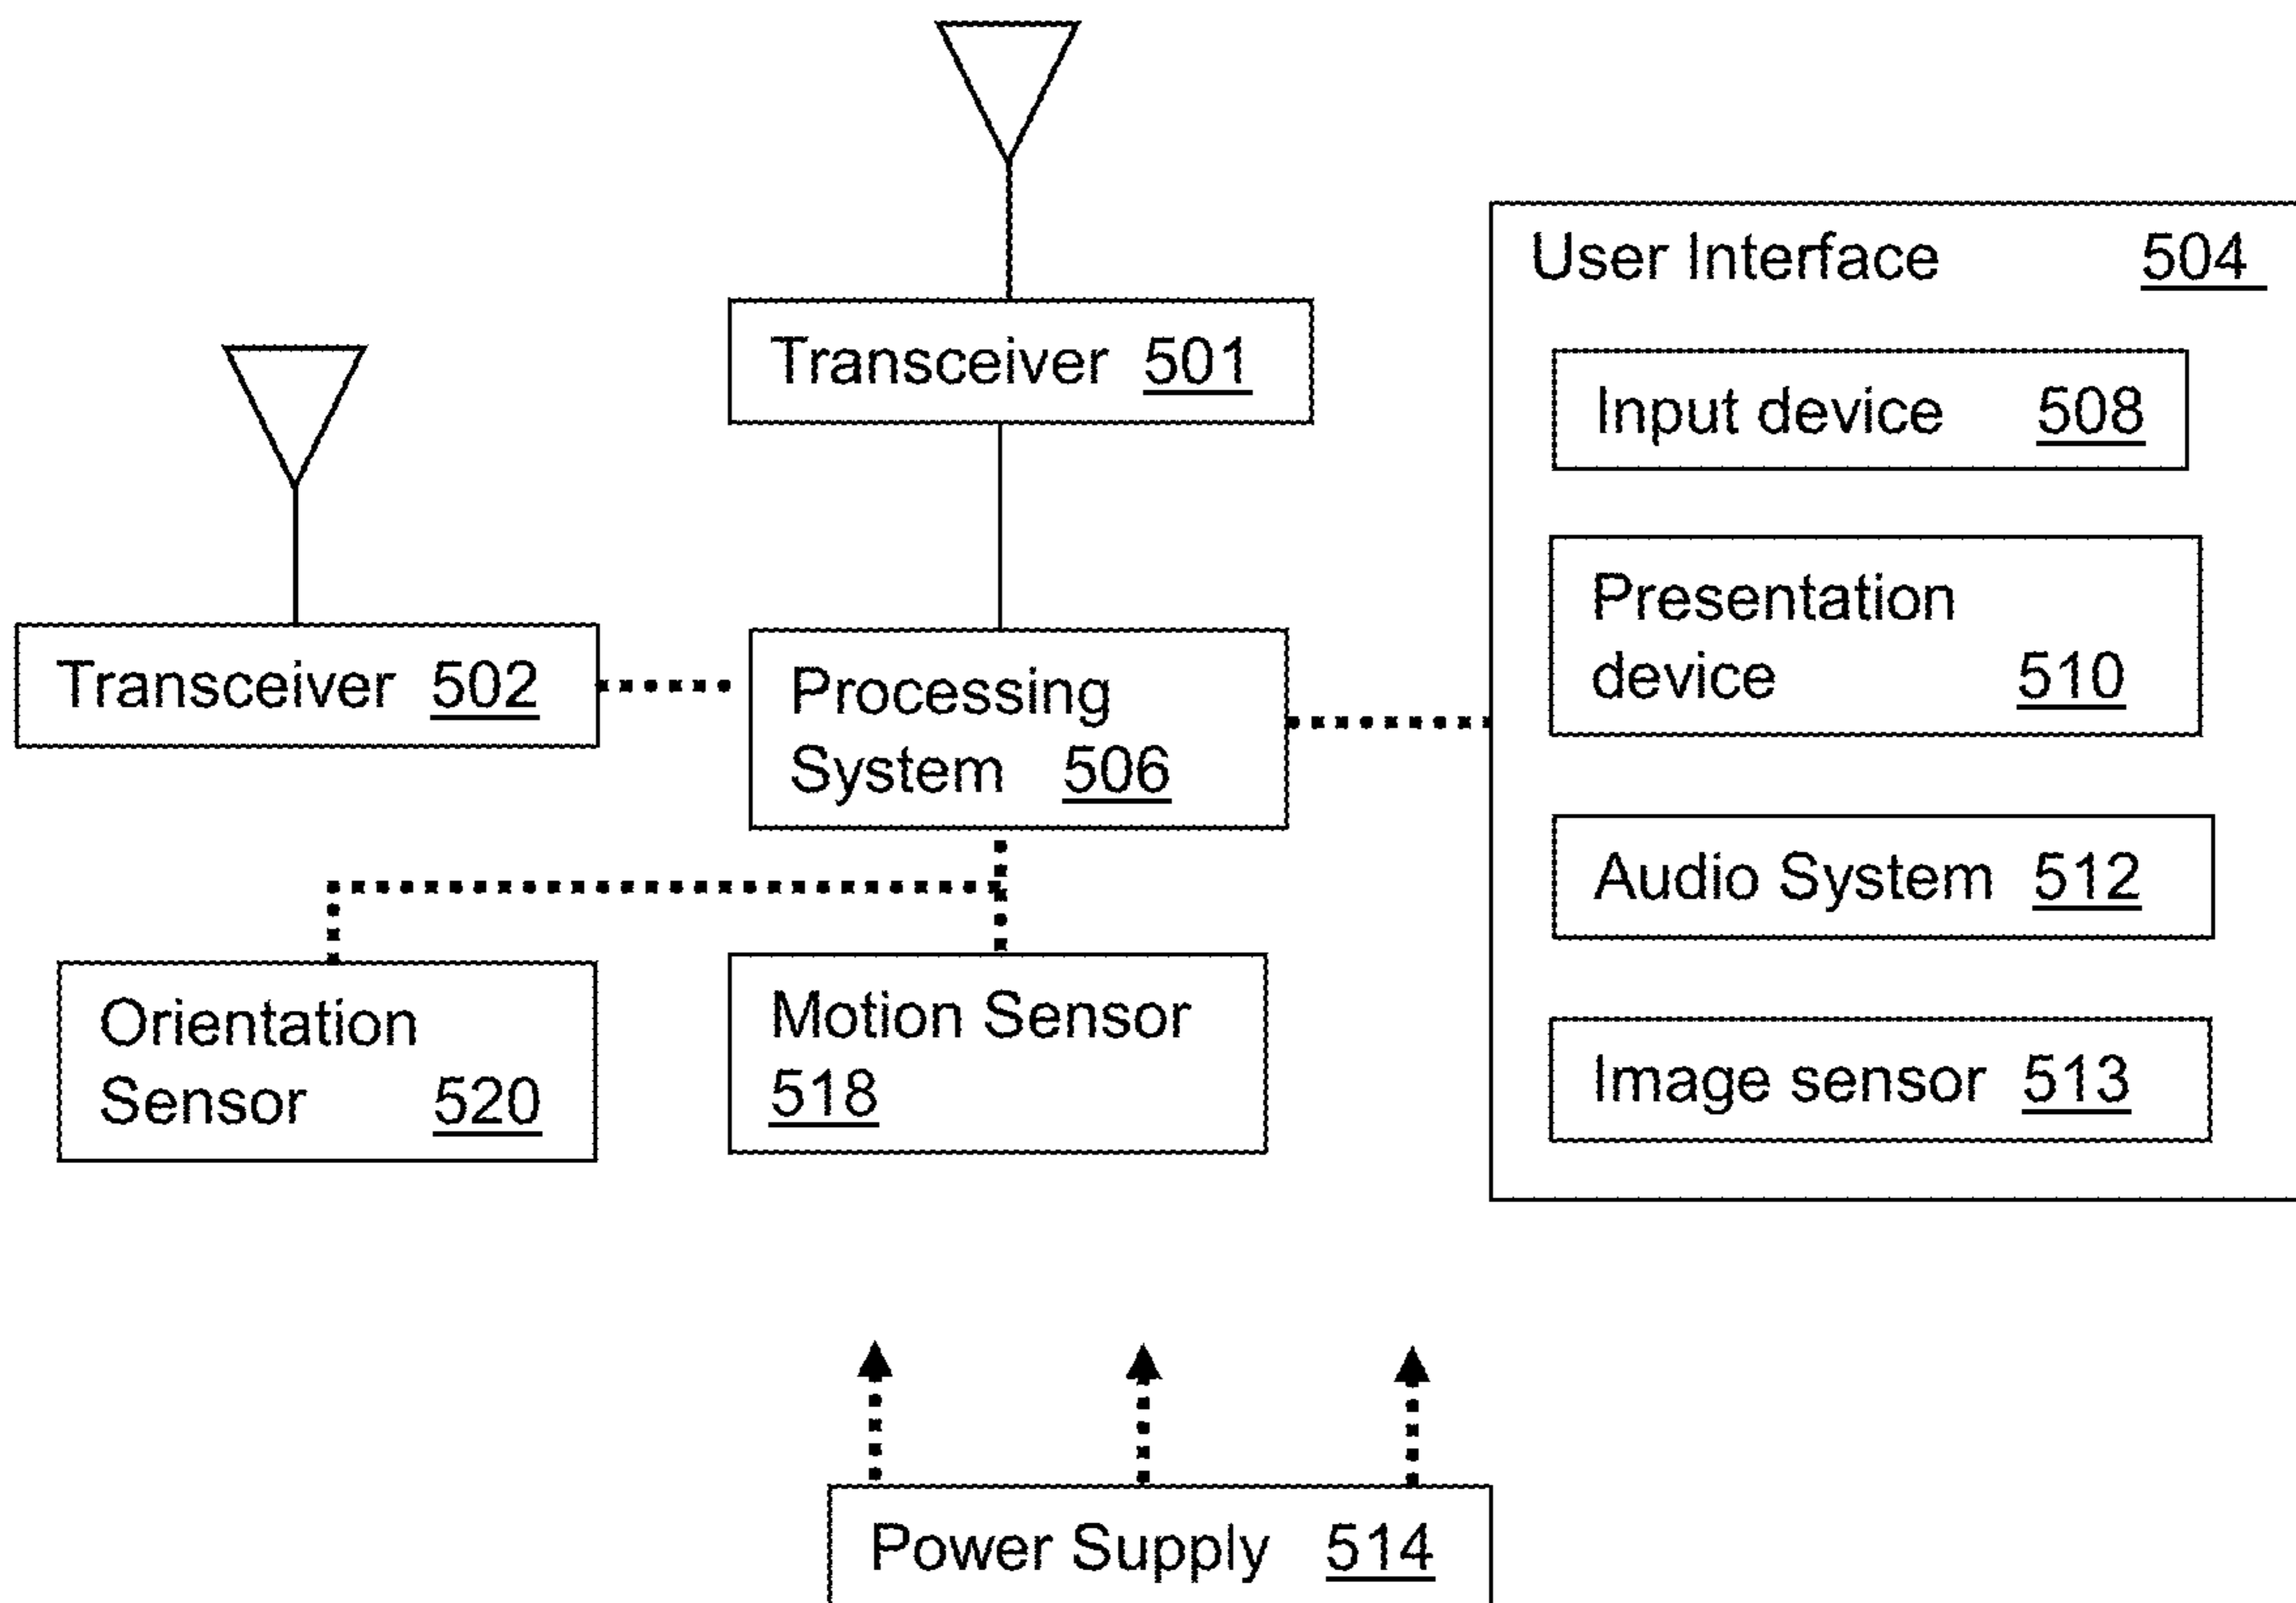 Transceiver 501
Transceiver 502
Processing
System 506
Orientation
Sensor 520
Motion Sensor
518
User Interface 504
Input device 508
Presentation
device 510
Audio System 512
Image sensor 513
Power Supply 514